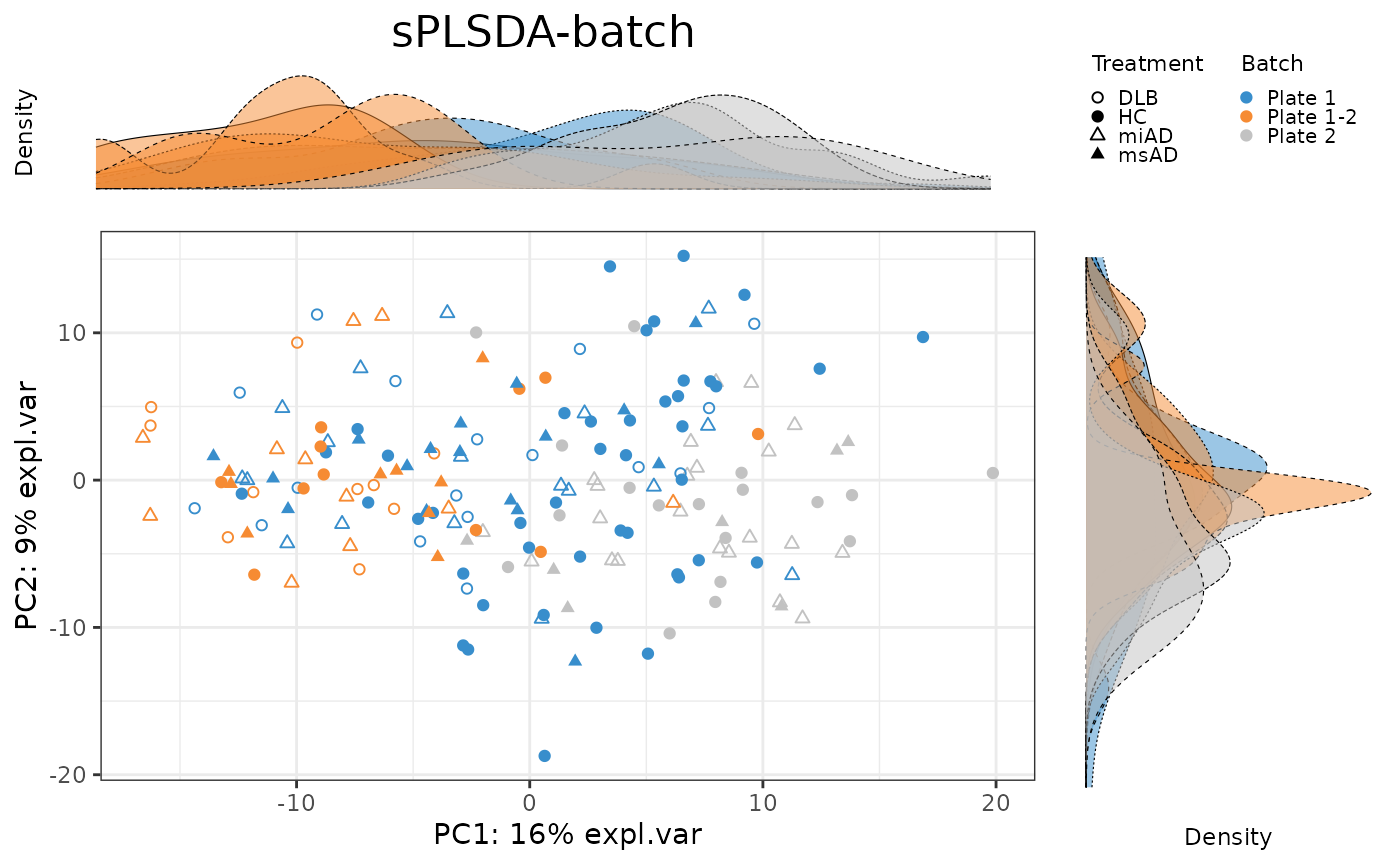 sPLSDA-batch
Density
Treatment
DLB
HC
miAD
msAD
Batch
Plate 1
Plate 1-2
Plate 2
10
0
-10
-20
PC2: 9% expl.var
-10
0
10
20
PC1: 16% expl.var
Density